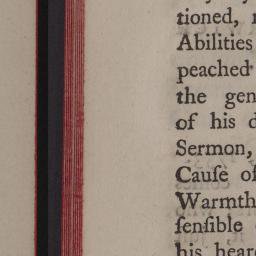 tioned,
Abilities
peached
the gen
of his d
Sermon,
Cauſe of
Warmth
ſenſible
his hear